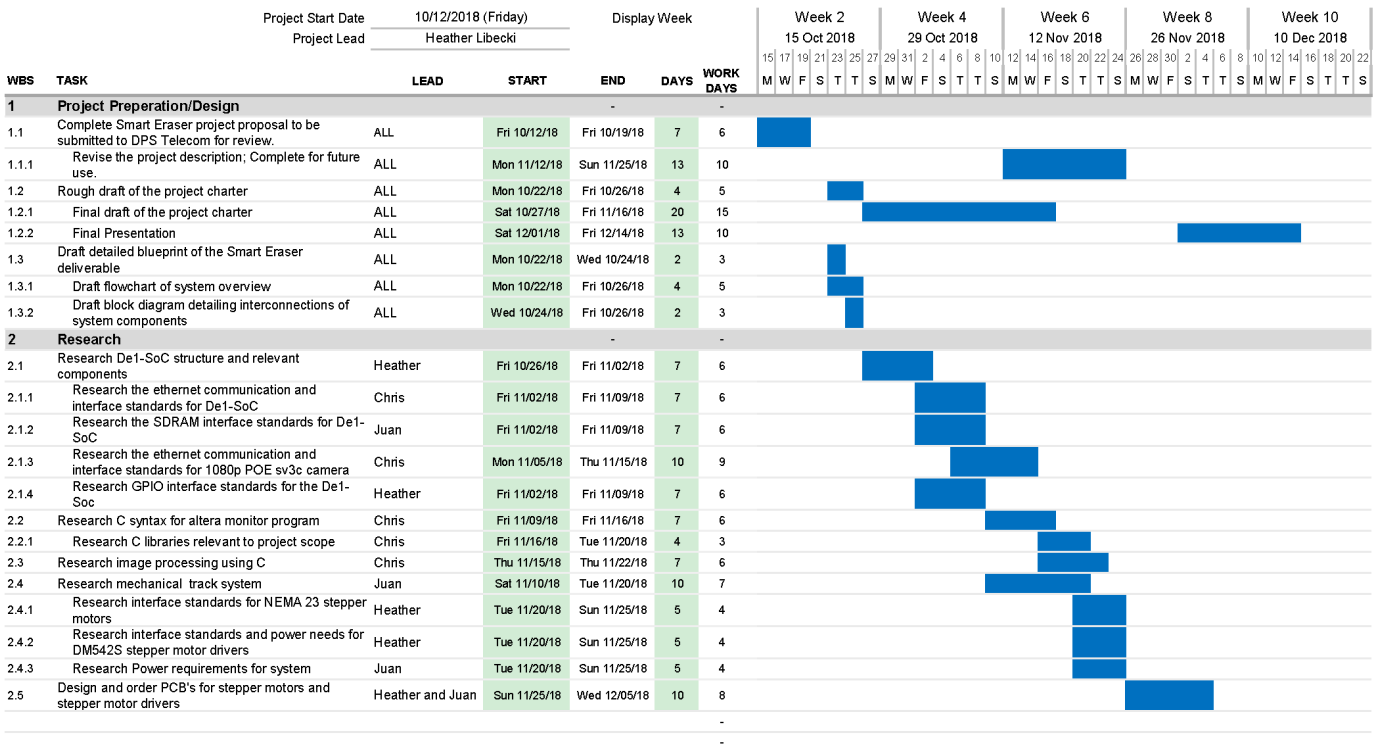 Project Start Date 10/12/2018 (Friday) Display Week Week 2 Week 4 Week 6 Week 8 Week 10
Project Lead Heather Libecki 15 Oct 2018 29 Oct 2018 12 Nov 2018 26 Nov 2018 10 Dec 2018
15 17 19 21 23 25 27 29 31 2 4 6 8 10 12 14 16 18 20 22 24 26 28 30 2 4 6 8 10 12 14 16 18 20 22
WBS TASK LEAD START END DAYS WORK DAYS M W F S T T S M W F S T T S M W F S T T S M W F S T T S M W F S T T S
1 Project Preperation/Design - -
1.1 Complete Smart Eraser project proposal to be
submitted to DPS Telecom for review. ALL Fri 10/12/18 Fri 10/19/18 7 6
1.1.1 Revise the project description; Complete for future
use. ALL Mon 11/12/18 Sun 11/25/18 13 10
1.2 Rough draft of the project charter ALL Mon 10/22/18 Fri 10/26/18 4 5
1.2.1 Final draft of the project charter ALL Sat 10/27/18 Fri 11/16/18 20 15
1.2.2 Final Presentation ALL Sat 12/01/18 Fri 12/14/18 13 10
1.3 Draft detailed blueprint of the Smart Eraser
deliverable ALL Mon 10/22/18 Wed 10/24/18 2 3
1.3.1 Draft flowchart of system overview ALL Mon 10/22/18 Fri 10/26/18 4 5
1.3.2 Draft block diagram detailing interconnections of
system components ALL Wed 10/24/18 Fri 10/26/18 2 3
2 Research - -
2.1 Research De1-SoC structure and relevant
components Heather Fri 10/26/18 Fri 11/02/18 7 6
2.1.1 Research the ethernet communication and
interface standards for De1-SoC Chris Fri 11/02/18 Fri 11/09/18 7 6
2.1.2 Research the SDRAM interface standards for De1-
SoC Juan Fri 11/02/18 Fri 11/09/18 7 6
2.1.3 Research the ethernet communication and
interface standards for 1080p POE sv3c camera Chris Mon 11/05/18 Thu 11/15/18 10 9
2.1.4 Research GPIO interface standards for the De1-
Soc Heather Fri 11/02/18 Fri 11/09/18 7 6
2.2 Research C syntax for altera monitor program Chris Fri 11/09/18 Fri 11/16/18 7 6
2.2.1 Research C libraries relevant to project scope Chris Fri 11/16/18 Tue 11/20/18 4 3
2.3 Research image processing using C Chris Thu 11/15/18 Thu 11/22/18 7 6
2.4 Research mechanical track system Juan Sat 11/10/18 Tue 11/20/18 10 7
2.4.1 Research interface standards for NEMA 23 stepper
motors Heather Tue 11/20/18 Sun 11/25/18 5 4
2.4.2 Research interface standards and power needs for
DM542S stepper motor drivers Heather Tue 11/20/18 Sun 11/25/18 5 4
2.4.3 Research Power requirements for system Juan Tue 11/20/18 Sun 11/25/18 5 4
2.5 Design and order PCB's for stepper motors and
stepper motor drivers Heather and Juan Sun 11/25/18 Wed 12/05/18 10 8
-
-